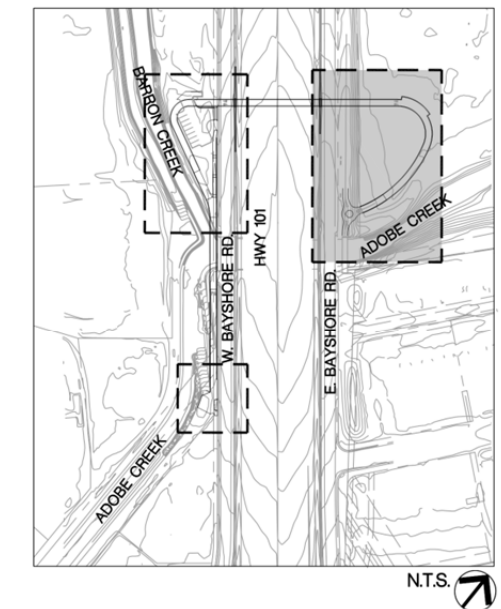 BARRON CREEK
HWY 101
W. BAYSHORE RD.
E. BAYSHORE RD.
ADOBE CREEK
ADOBE CREEK
N.T.S.